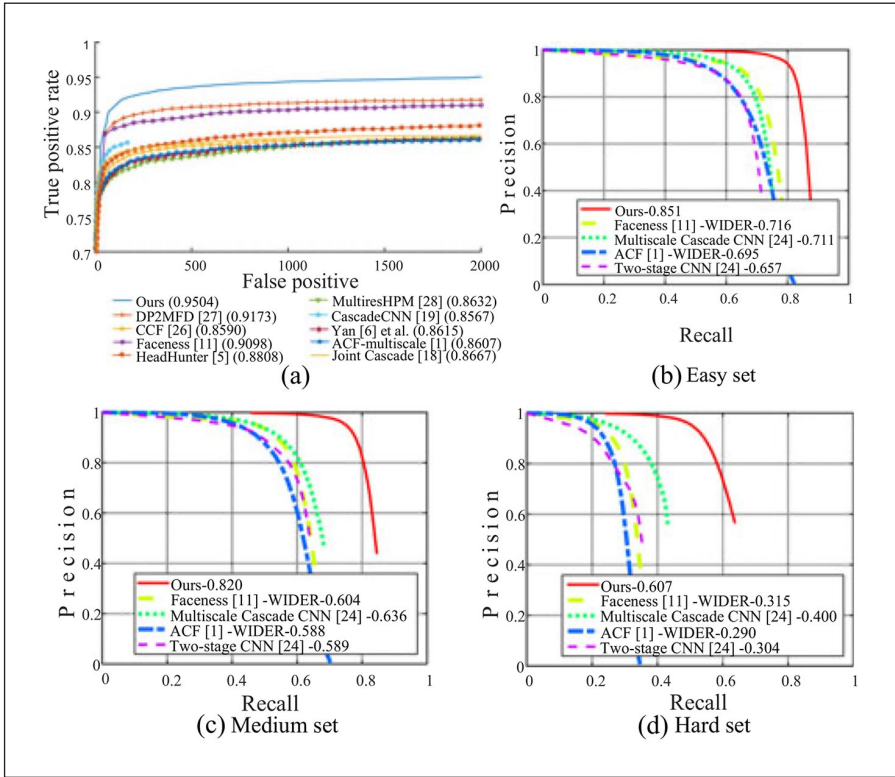 1
0.95
0.9
0.85
0.8
0.75
0.7
True positive rate
0 500 1000 1500 2000
False positive
Ours (0.9504)
DP2MFD [27] (0.9173)
CCF [26] (0.8590)
Faceness [11] (0.9098)
HeadHunter [5] (0.8808)
MultiresHPM [28] (0.8632)
CascadeCNN [19] (0.8567)
Yan [6] et al. (0.8615)
ACF-multiscale [1] (0.8607)
Joint Cascade [18] (0.8667)
(a)
1
0.8
0.6
0.4
0.2
0
Precision
Ours-0.851
Faceness [11] -WIDER-0.716
Multiscale Cascade CNN [24] -0.711
ACF [1] -WIDER-0.695
Two-stage CNN [24] -0.657
0 0.2 0.4 0.6 0.8 1
Recall
(b) Easy set
1
0.8
0.6
0.4
0.2
0
Precision
Ours-0.820
Faceness [11] -WIDER-0.604
Multiscale Cascade CNN [24] -0.636
ACF [1] -WIDER-0.588
Two-stage CNN [24] -0.589
0 0.2 0.4 0.6 0.8 1
Recall
(c) Medium set
1
0.8
0.6
0.4
0.2
0
Precision
Ours-0.607
Faceness [11] -WIDER-0.315
Multiscale Cascade CNN [24] -0.400
ACF [1] -WIDER-0.290
Two-stage CNN [24] -0.304
0 0.2 0.4 0.6 0.8 1
Recall
(d) Hard set